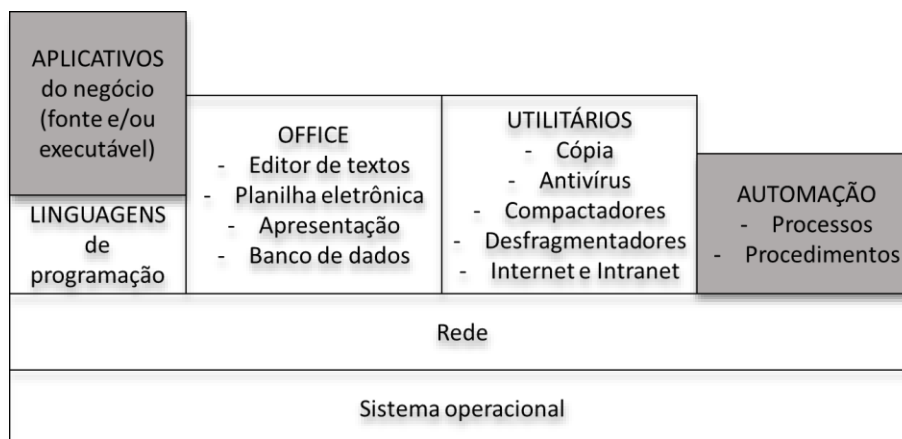 APLICATIVOS
do negócio
(fonte e/ou
executável)
LINGUAGENS
de
programação
OFFICE
- Editor de textos
- Planilha eletrônica
- Apresentação
- Banco de dados
UTILITÁRIOS
- Cópia
- Antivírus
- Compactadores
- Desfragmentadores
- Internet e Intranet
AUTOMAÇÃO
- Processos
- Procedimentos
Rede
Sistema operacional